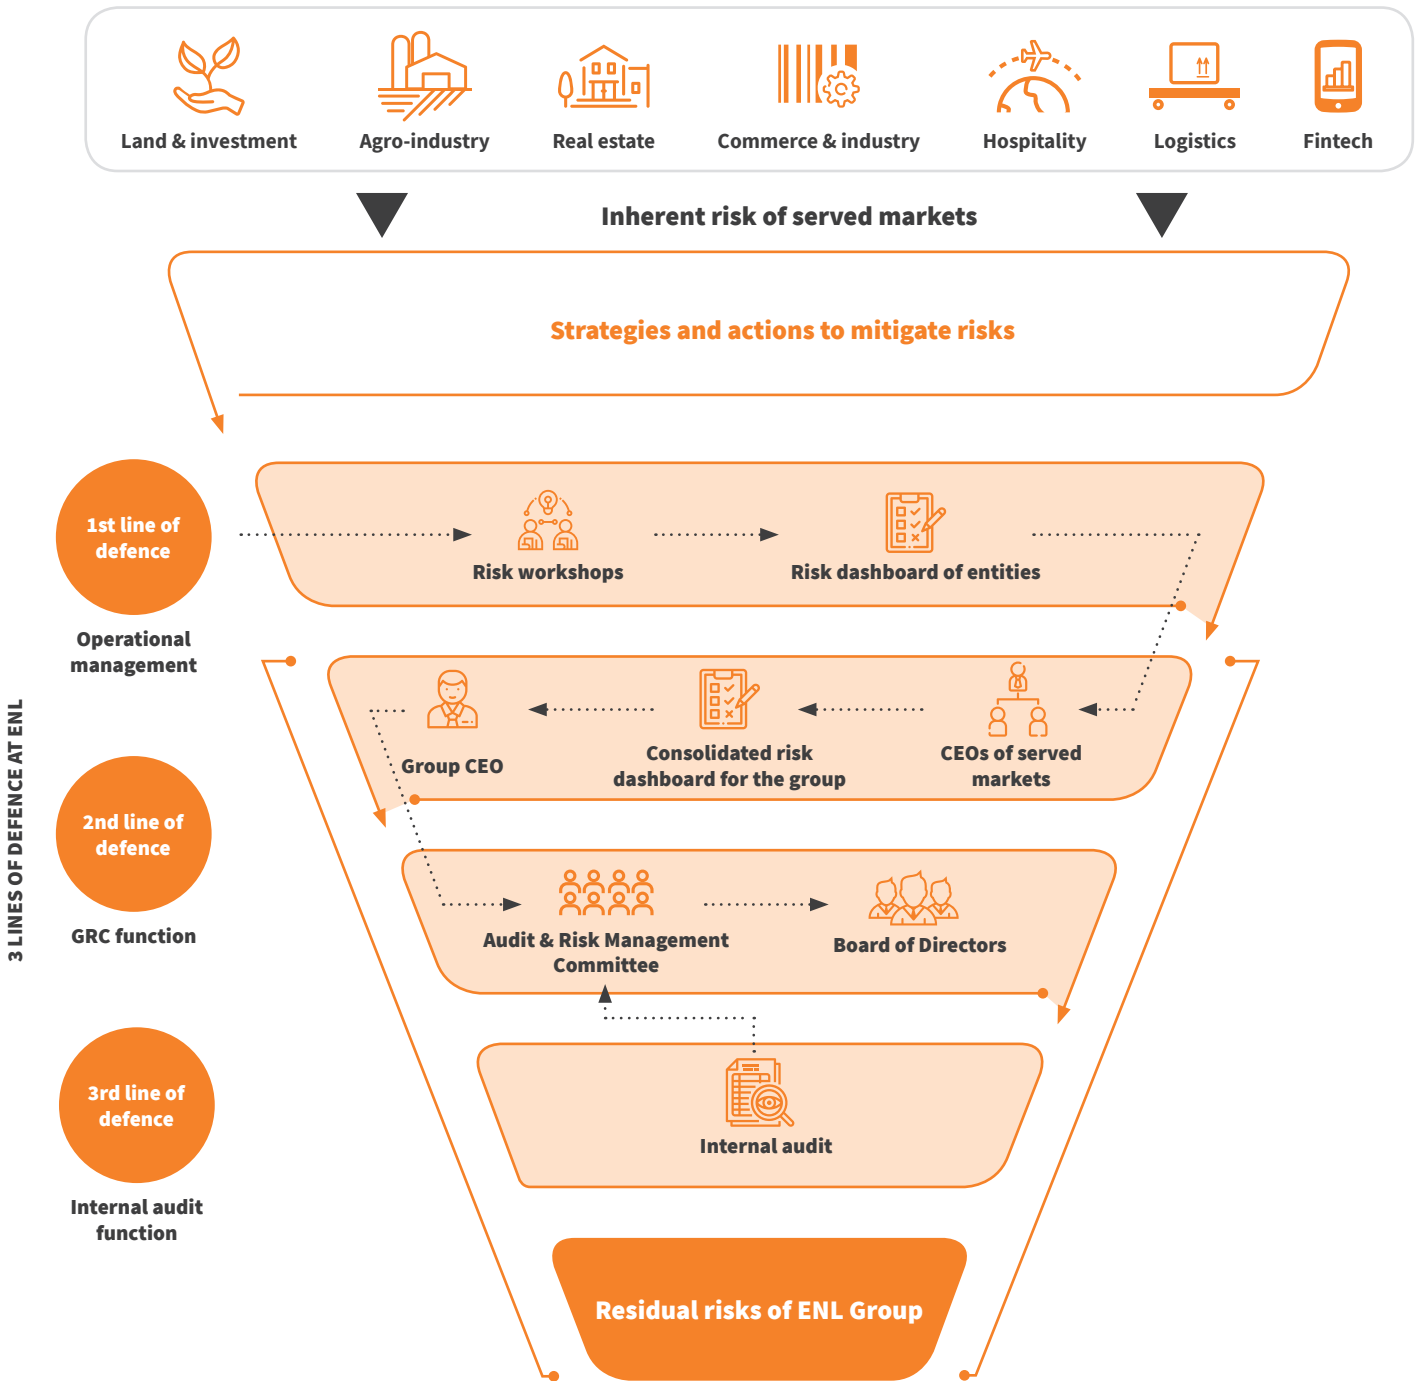 Land & investment
Agro-industry
Real estate
Commerce & industry
Hospitality
Logistics
Fintech
Inherent risk of served markets
Strategies and actions to mitigate risks
3 LINES OF DEFENCE AT ENL
1st line of
defence
Operational
management
Risk workshops
Risk dashboard of entities
Group CEO
Consolidated risk
dashboard for the group
CEOs of served
markets
2nd line of
defence
GRC function
Audit & Risk Management
Committee
Board of Directors
3rd line of
defence
Internal audit
function
Internal audit
Residual risks of ENL Group